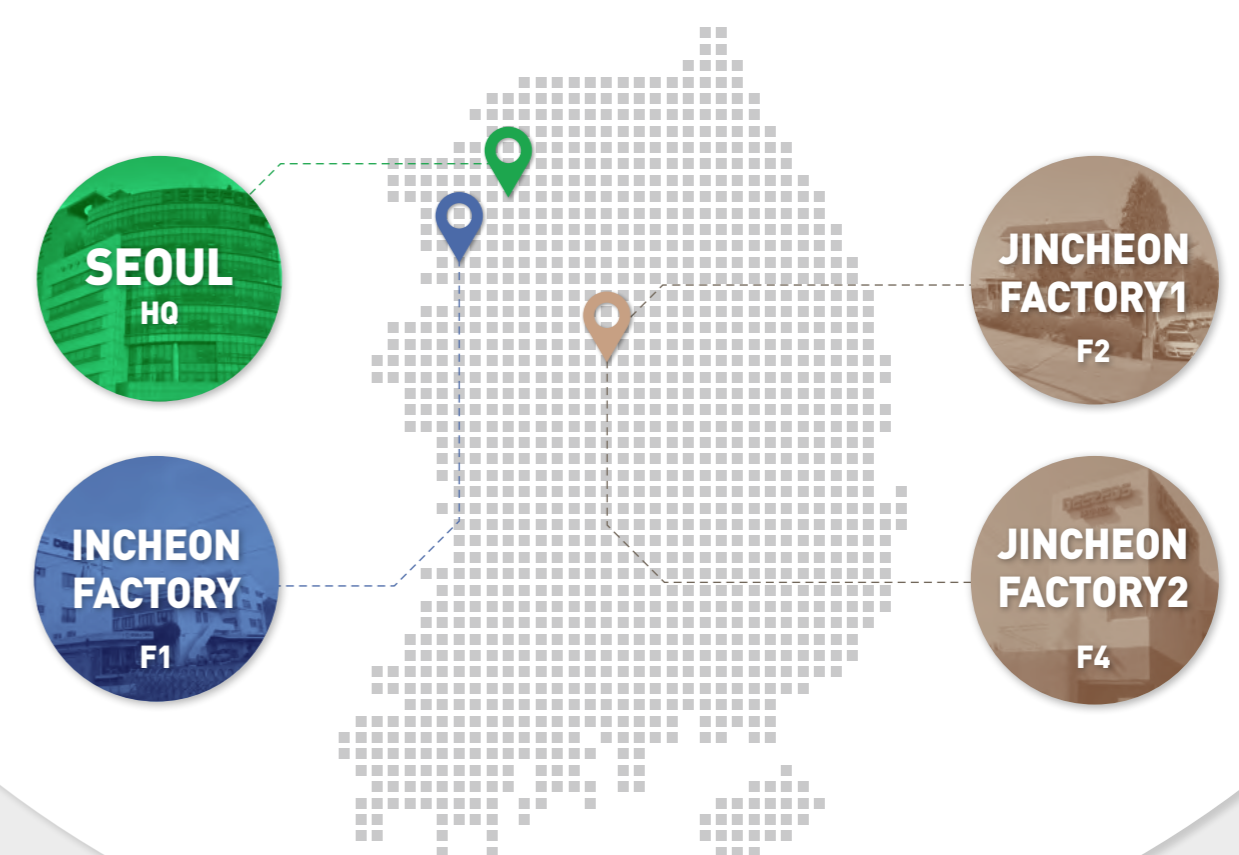 SEOUL
HQ
INCHEON
FACTORY
F1
JINCHEON
FACTORY1
F2
JINCHEON
FACTORY2
F4